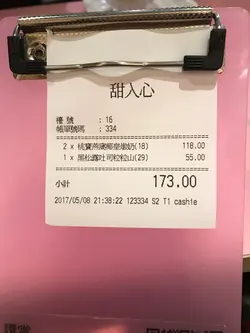 甜入心
檯號 : 16
帳單號碼 : 334
2 x 桃寶燕窩椰皇燉奶(18) 118.00
1 x 黑松露吐司粒粒山(29) 55.00
小計 173.00
2017/05/08 21:38:22 123334 S2 T1 cashie